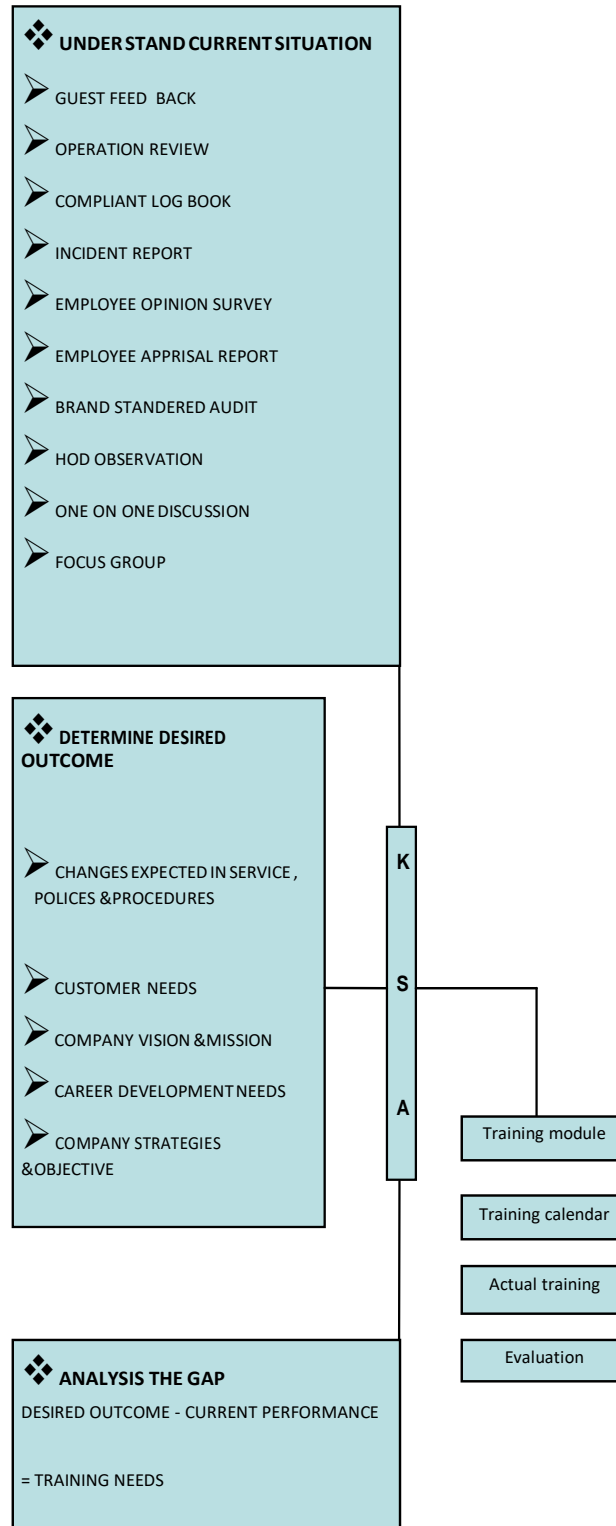 UNDERSTAND CURRENT SITUATION
GUEST FEED BACK
OPERATION REVIEW
COMPLIANT LOG BOOK
INCIDENT REPORT
EMPLOYEE OPINION SURVEY
EMPLOYEE APPRISAL REPORT
BRAND STANDERED AUDIT
HOD OBSERVATION
ONE ON ONE DISCUSSION
FOCUS GROUP
DETERMINE DESIRED
OUTCOME
CHANGES EXPECTED IN SERVICE ,
POLICES &PROCEDURES
CUSTOMER NEEDS
COMPANY VISION &MISSION
CAREER DEVELOPMENT NEEDS
COMPANY STRATEGIES
&OBJECTIVE
K
S
A
Training module
Training calendar
Actual training
Evaluation
ANALYSIS THE GAP
DESIRED OUTCOME - CURRENT PERFORMANCE
= TRAINING NEEDS